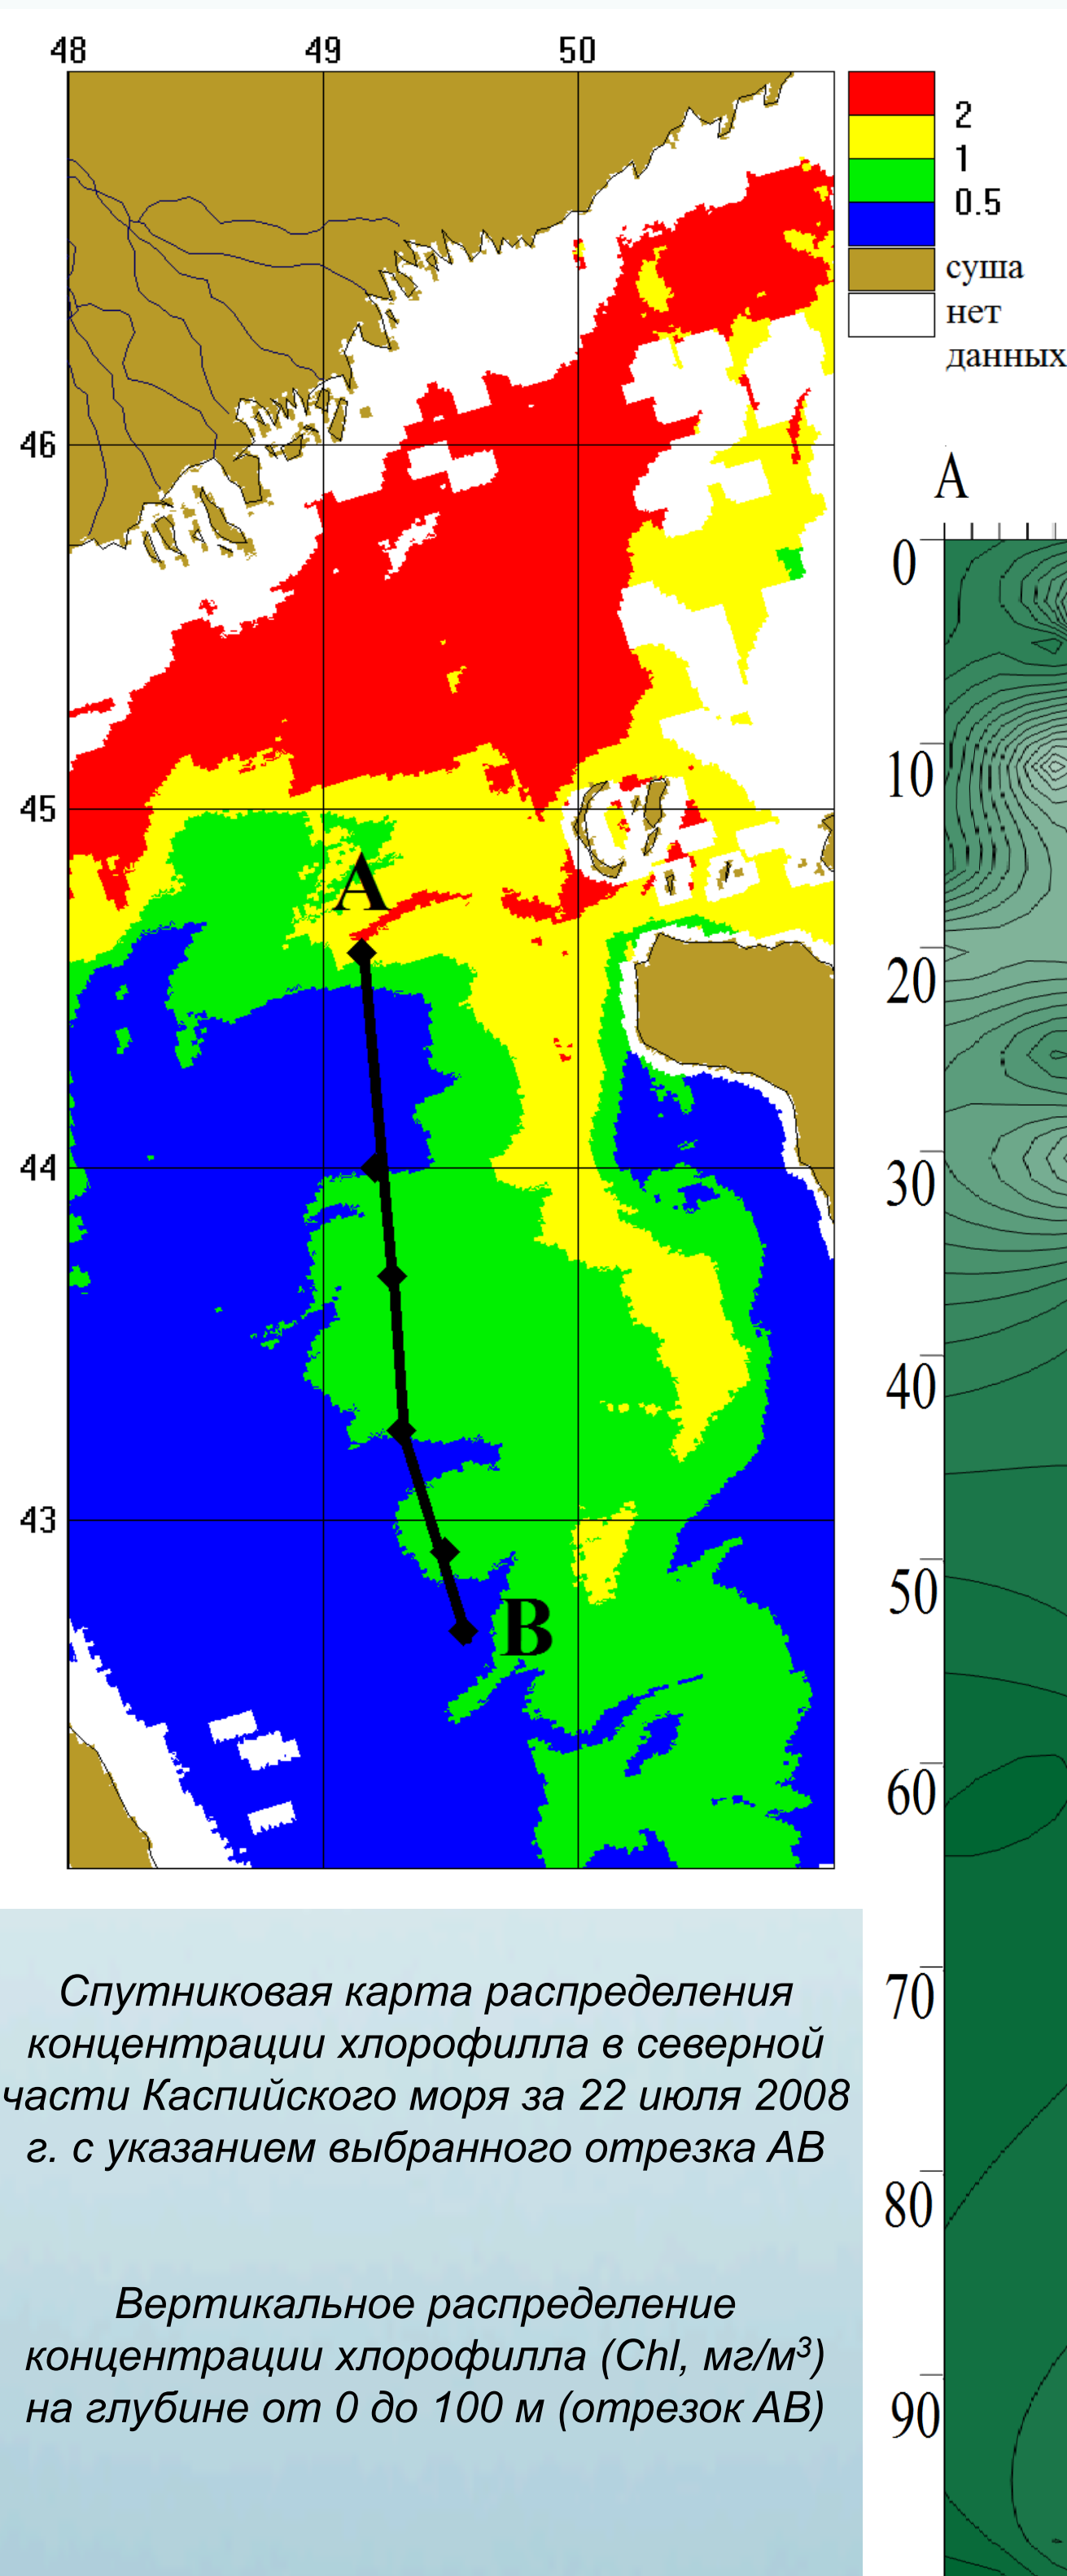 48 49 50
2
1
0.5
суша
нет
данных
46
45
44
43
A
B
A
0
10
20
30
40
50
60
70
80
90
Спутниковая карта распределения
концентрации хлорофилла в северной
части Каспийского моря за 22 июля 2008
г. с указанием выбранного отрезка АВ
Вертикальное распределение
концентрации хлорофилла (Chl, мг/м³)
на глубине от 0 до 100 м (отрезок АВ)